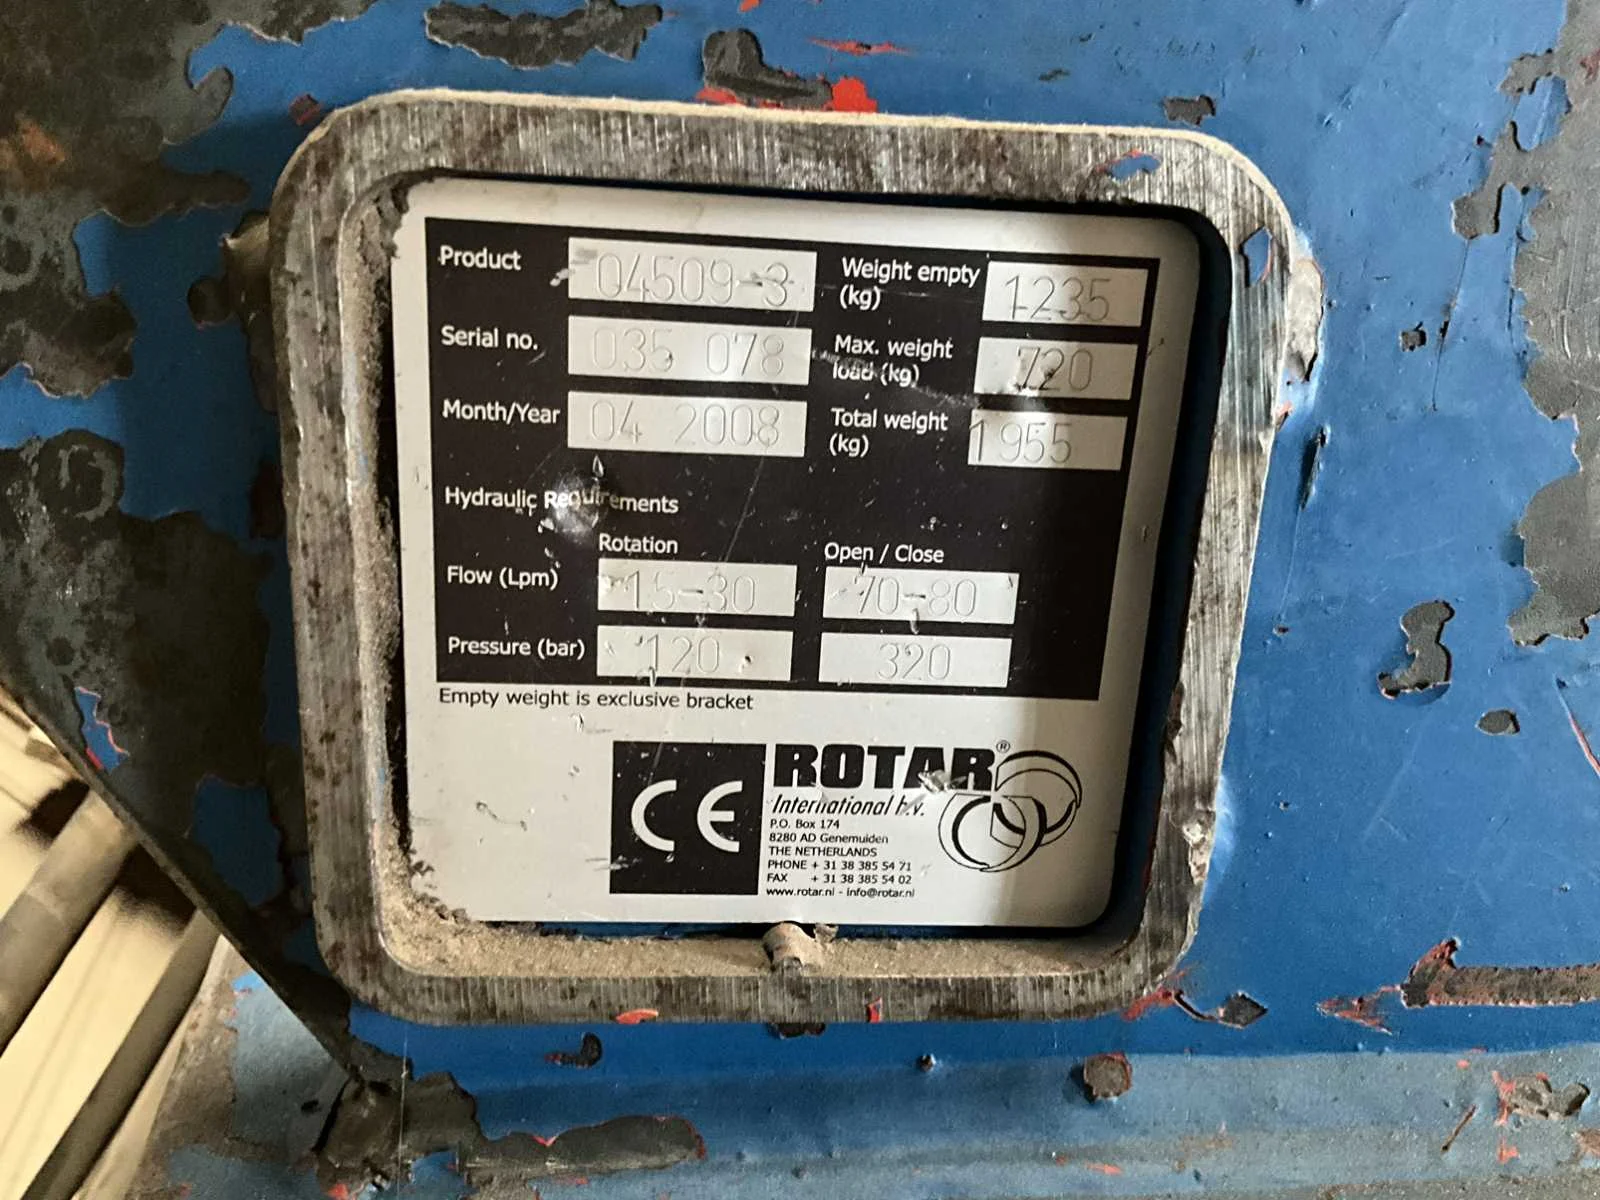 Product 04509-3 Weight empty (kg) 1235
Serial no. 035 078 Max. weight load (kg) 720
Month/Year 04 2008 Total weight (kg) 1955
Hydraulic Requirements
Rotation Open / Close
Flow (Lpm) 15-30 70-80
Pressure (bar) 120 320
Empty weight is exclusive bracket
CE
ROTAR®
International b.v.
P.O. Box 174
8280 AD Genemuiden
THE NETHERLANDS
PHONE + 31 38 385 54 71
FAX + 31 38 385 54 02
www.rotar.nl - info@rotar.nl